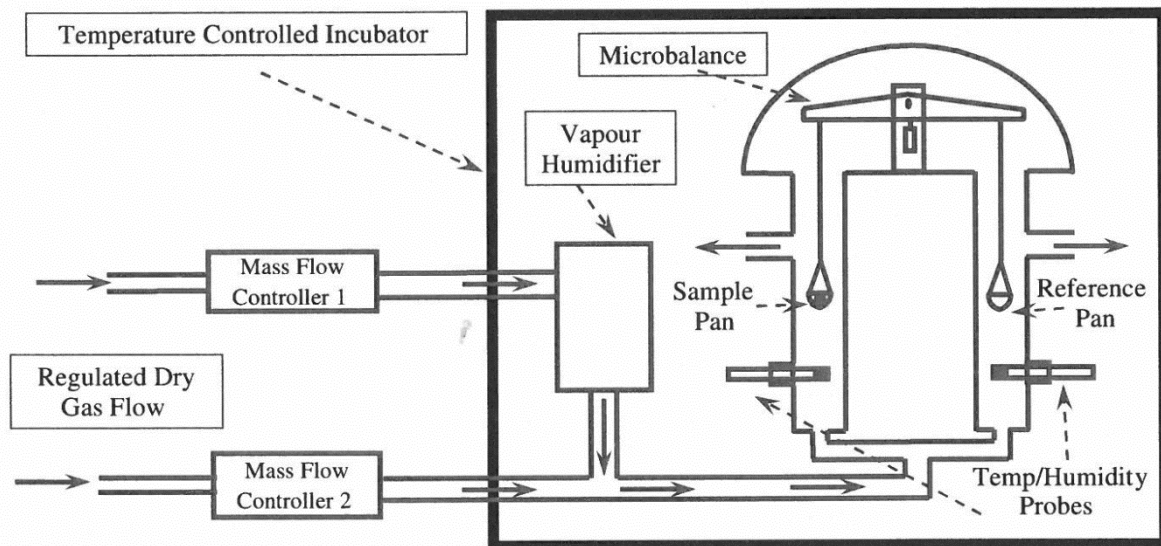 Temperature Controlled Incubator
Microbalance
Vapour
Humidifier
Mass Flow
Controller 1
Sample
Pan
Reference
Pan
Regulated Dry
Gas Flow
Mass Flow
Controller 2
Temp/Humidity
Probes